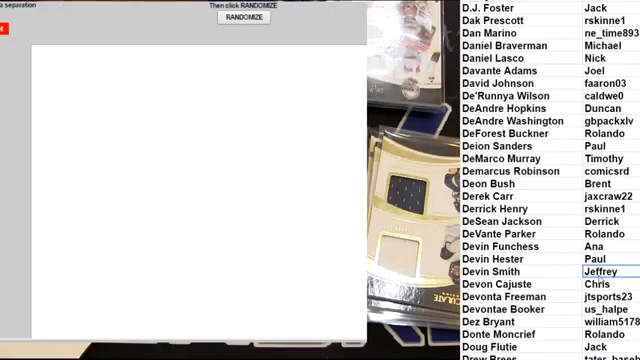 a separation
Then click RANDOMIZE
RANDOMIZE
D.J. Foster Jack
Dak Prescott rskinne1
Dan Marino ne_time893
Daniel Braverman Michael
Daniel Lasco Nick
Davante Adams Joel
David Johnson faaron03
De'Runnya Wilson caldwe0
DeAndre Hopkins Duncan
DeAndre Washington gbpackxlv
DeForest Buckner Rolando
Deion Sanders Paul
DeMarco Murray Timothy
Demarcus Robinson comicsrd
Deon Bush Brent
Derek Carr jaxcraw22
Derrick Henry rskinne1
DeSean Jackson Derrick
DeVante Parker Rolando
Devin Funchess Ana
Devin Hester Paul
Devin Smith Jeffrey
Devon Cajuste Chris
Devonta Freeman jtsports23
Devontae Booker us_halpe
Dez Bryant william5178
Donte Moncrief Rolando
Doug Flutie Jack
Drew Brees tater_baseb